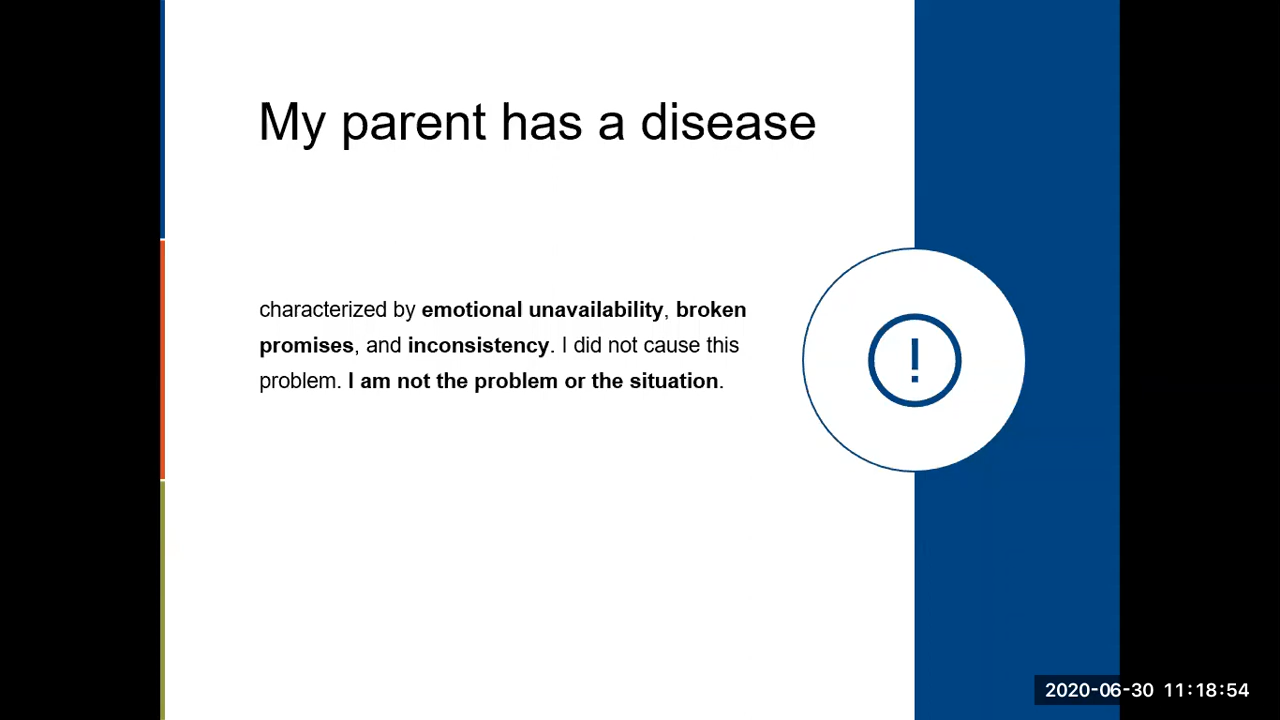 My parent has a disease
characterized by emotional unavailability, broken
promises, and inconsistency. I did not cause this
problem. I am not the problem or the situation.
!
2020-06-30 11:18:54